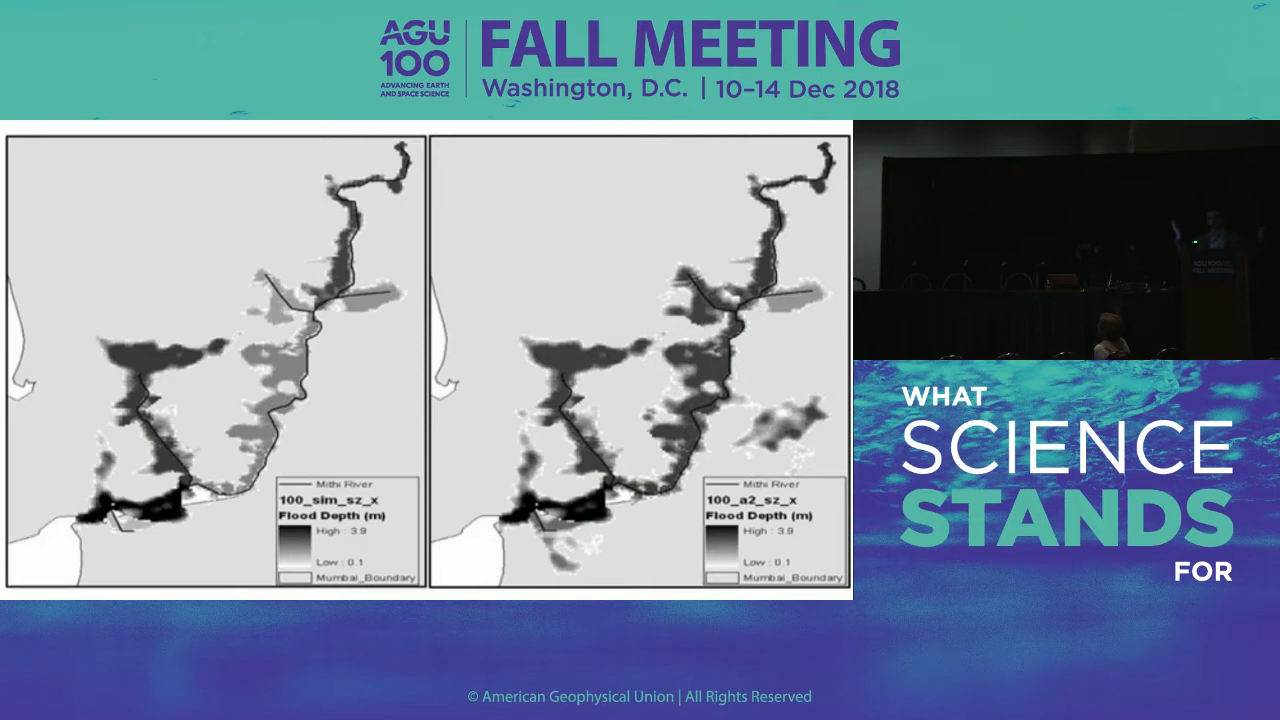 AGU
100
ADVANCING EARTH
AND SPACE SCIENCE
FALL MEETING
Washington, D.C. | 10–14 Dec 2018
Mithi River
100_sim_sz_x
Flood Depth (m)
High : 3.9
Low : 0.1
Mumbai_Boundary
Mithi River
100_a2_sz_x
Flood Depth (m)
High : 3.9
Low : 0.1
Mumbai_Boundary
FALL MEETING
WHAT
SCIENCE
STANDS
FOR
© American Geophysical Union | All Rights Reserved